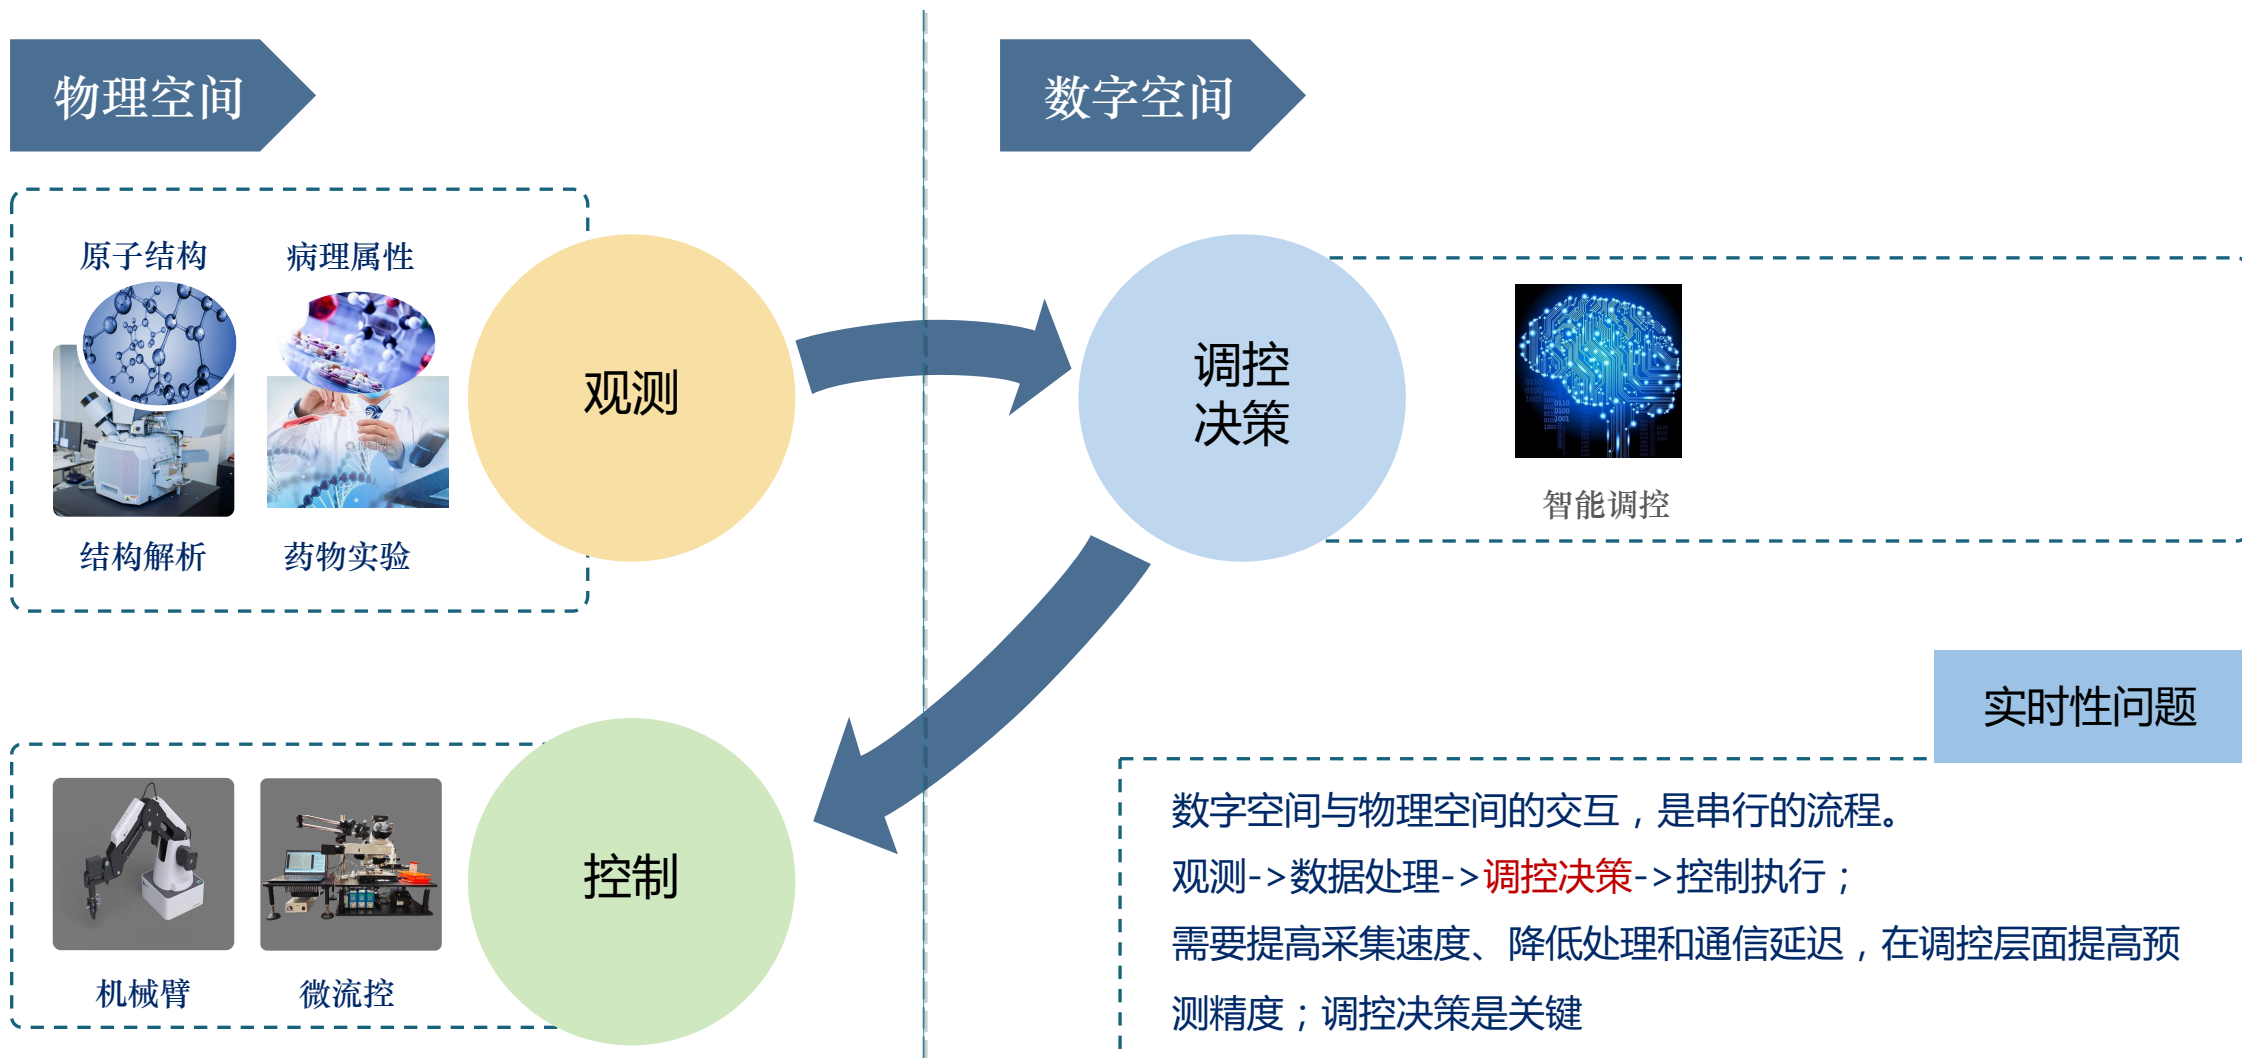 物理空间
数字空间
原子结构
病理属性
结构解析
药物实验
观测
调控
决策
智能调控
机械臂
微流控
控制
实时性问题
数字空间与物理空间的交互，是串行的流程。
观测->数据处理->调控决策->控制执行；
需要提高采集速度、降低处理和通信延迟，在调控层面提高预
测精度；调控决策是关键